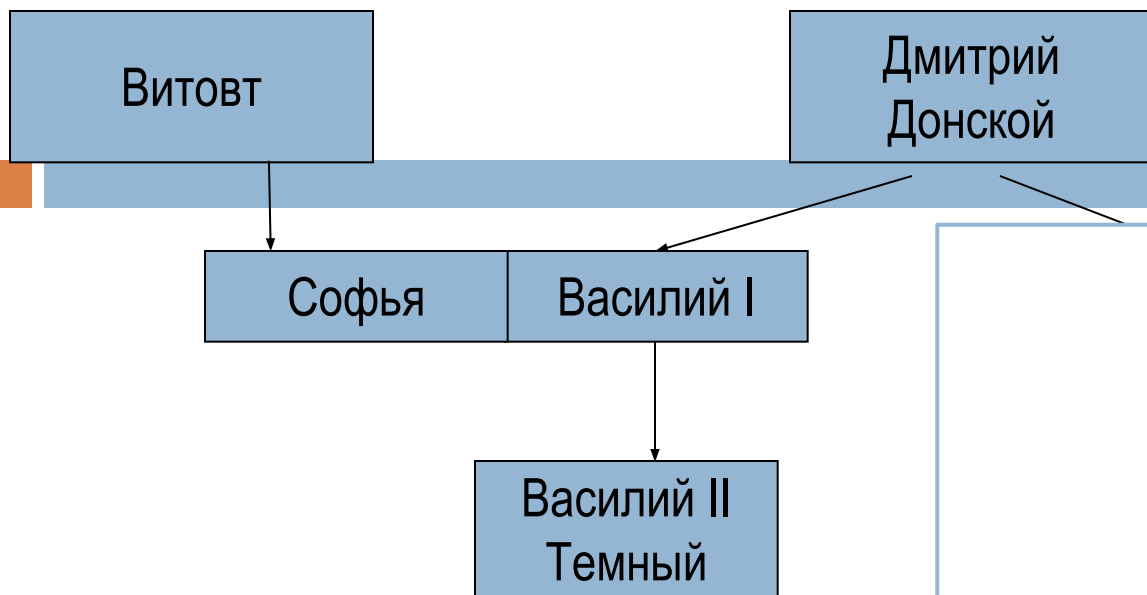 Витовт
Дмитрий
Донской
Софья
Василий I
Василий II
Темный